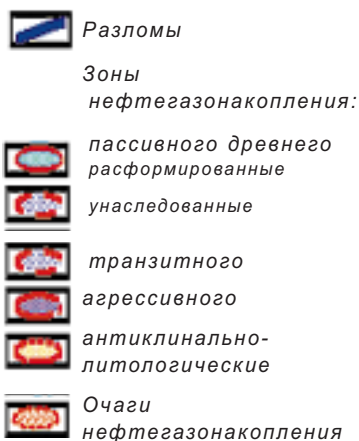 Разломы
Зоны
нефтегазонакопления:
пассивного древнего
расформированные
унаследованные
транзитного
агрессивного
антиклинально-
литологические
Очаги
нефтегазонакопления